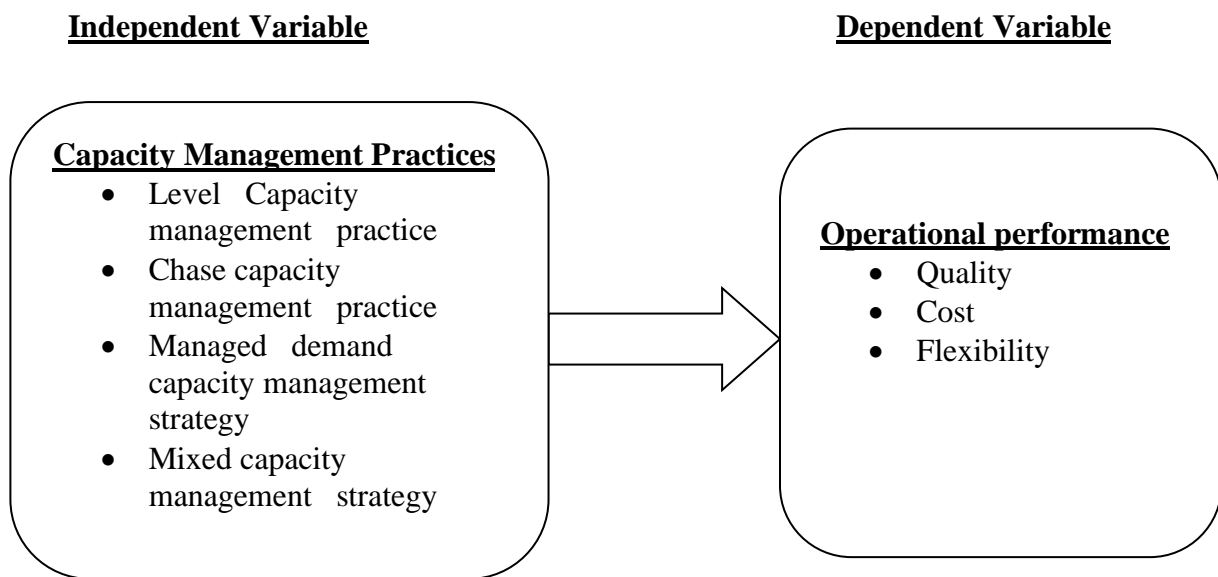 Independent Variable
Dependent Variable
Capacity Management Practices
• Level Capacity
management practice
• Chase capacity
management practice
• Managed demand
capacity management
strategy
• Mixed capacity
management strategy
Operational performance
• Quality
• Cost
• Flexibility